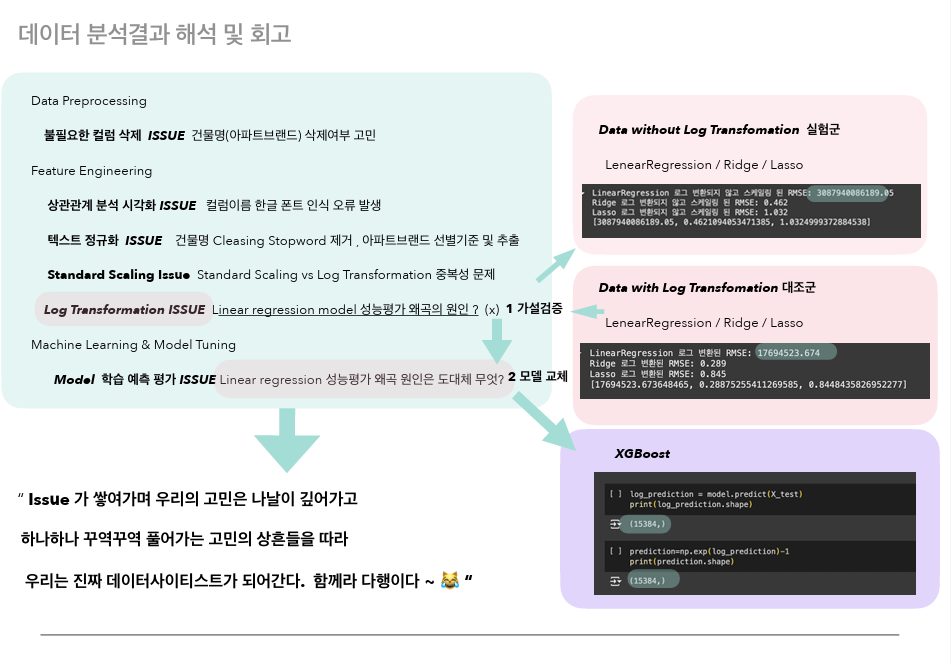 데이터 분석결과 해석 및 회고
Data Preprocessing
불필요한 컬럼 삭제 ISSUE 건물명(아파트브랜드) 삭제여부 고민
Feature Engineering
상관관계 분석 시각화 ISSUE 컬럼이름 한글 폰트 인식 오류 발생
텍스트 정규화 ISSUE 건물명 Cleasing Stopword 제거 , 아파트브랜드 선별기준 및 추출
Standard Scaling Issue Standard Scaling vs Log Transformation 중복성 문제
Log Transformation ISSUE Linear regression model 성능평가 왜곡의 원인 ? (x) 1 가설검증
Machine Learning & Model Tuning
Model 학습 예측 평가 ISSUE Linear regression 성능평가 왜곡 원인은 도대체 무엇? 2 모델 교체
“ Issue 가 쌓여가며 우리의 고민은 나날이 깊어가고
하나하나 꾸역꾸역 풀어가는 고민의 상흔들을 따라
우리는 진짜 데이터사이티스트가 되어간다. 함께라 다행이다 ~ 😹 “
Data without Log Transfomation 실험군
LenearRegression / Ridge / Lasso
LinearRegression 로그 변환되지 않고 스케일링 된 RMSE: 3087940086189.05
Ridge 로그 변환되지 않고 스케일링 된 RMSE: 0.462
Lasso 로그 변환되지 않고 스케일링 된 RMSE: 1.032
[3087940086189.05, 0.4621094053471385, 1.0324999372884538]
Data with Log Transfomation 대조군
LenearRegression / Ridge / Lasso
LinearRegression 로그 변환된 RMSE: 17694523.674
Ridge 로그 변환된 RMSE: 0.289
Lasso 로그 변환된 RMSE: 0.845
[17694523.673648465, 0.28875255411269585, 0.8448435826952277]
XGBoost
[ ] log_prediction = model.predict(X_test)
print(log_prediction.shape)
(15384,)
[ ] prediction=np.exp(log_prediction)-1
print(prediction.shape)
(15384,)